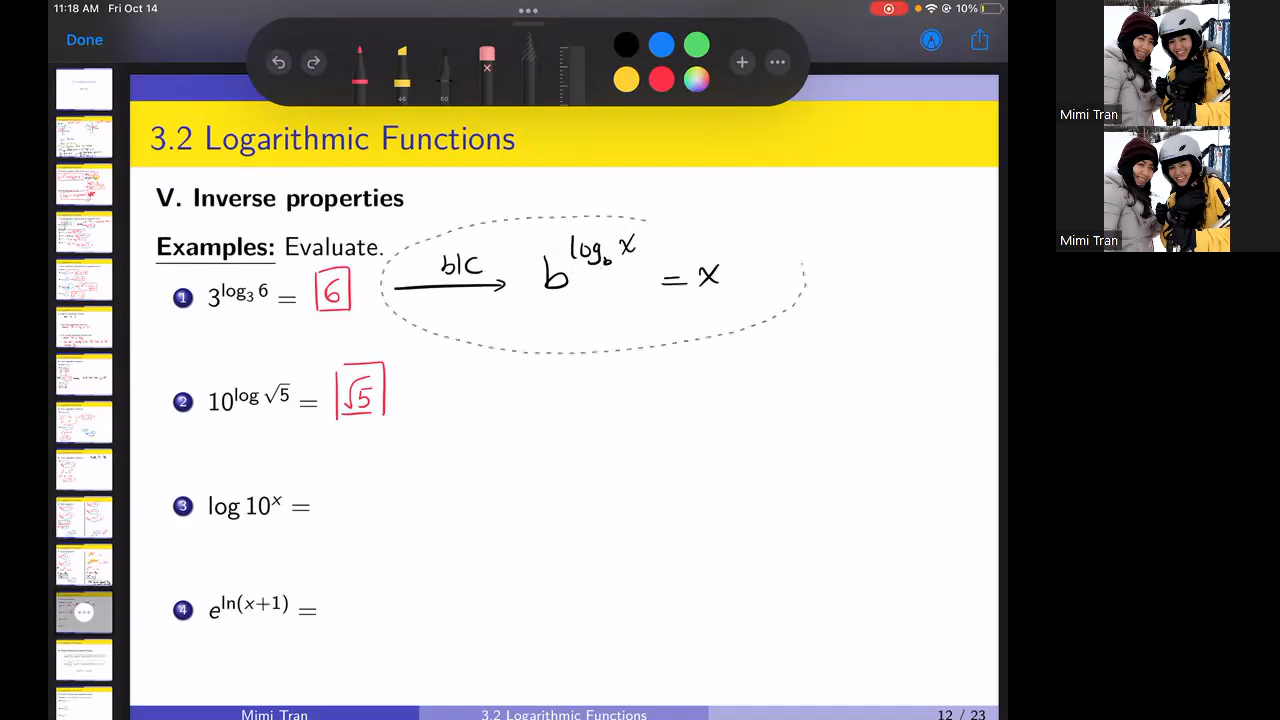 11:18 AM Fri Oct 14
10%
Done
46
50
3.2 Logarithmic Functions
V. Inverse properties
Examples: Evaluate.
1 3^{log_3 6} = 6
b/c b^{log_b x} = x
2 10^{log √5} = √5
3 log 10^x =
4 e^{ln(x+1)} =
Mimi Tran 3.2 Logarithmic Functions 12 / 23
Mimi Tran
Mimi Tran